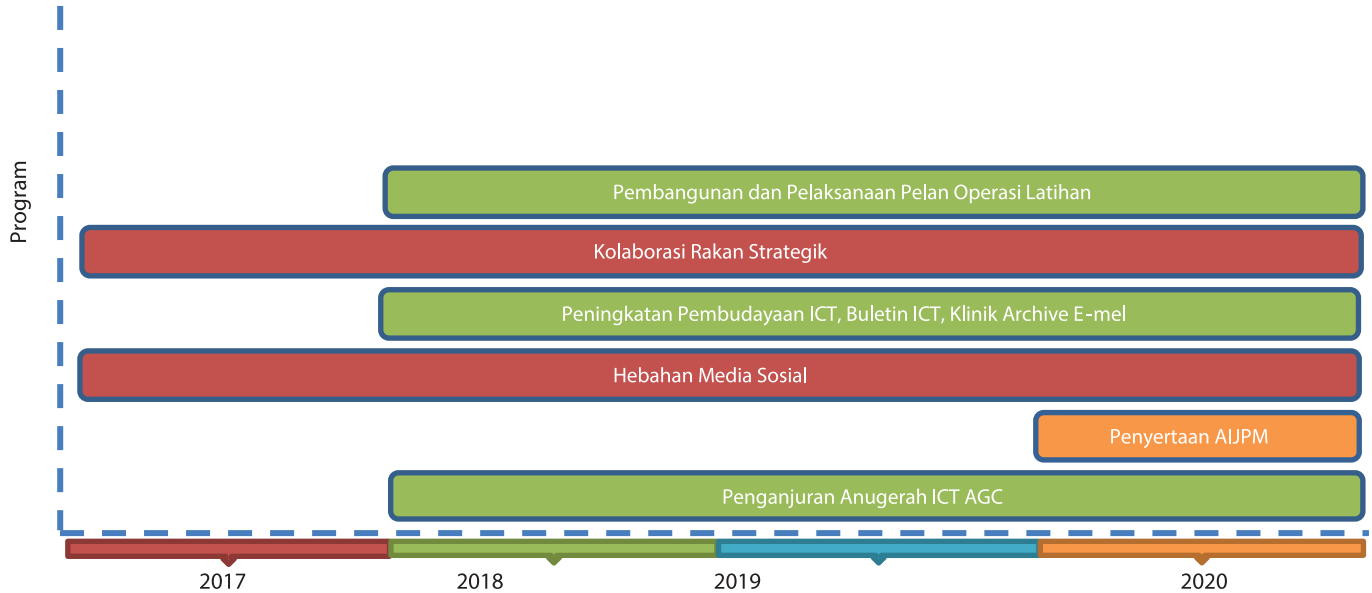 Program
Pembangunan dan Pelaksanaan Pelan Operasi Latihan
Kolaborasi Rakan Strategik
Peningkatan Pembudayaan ICT, Buletin ICT, Klinik Archive E-mel
Hebahan Media Sosial
Penyertaan AIJPM
Penganjuran Anugerah ICT AGC
2017 2018 2019 2020